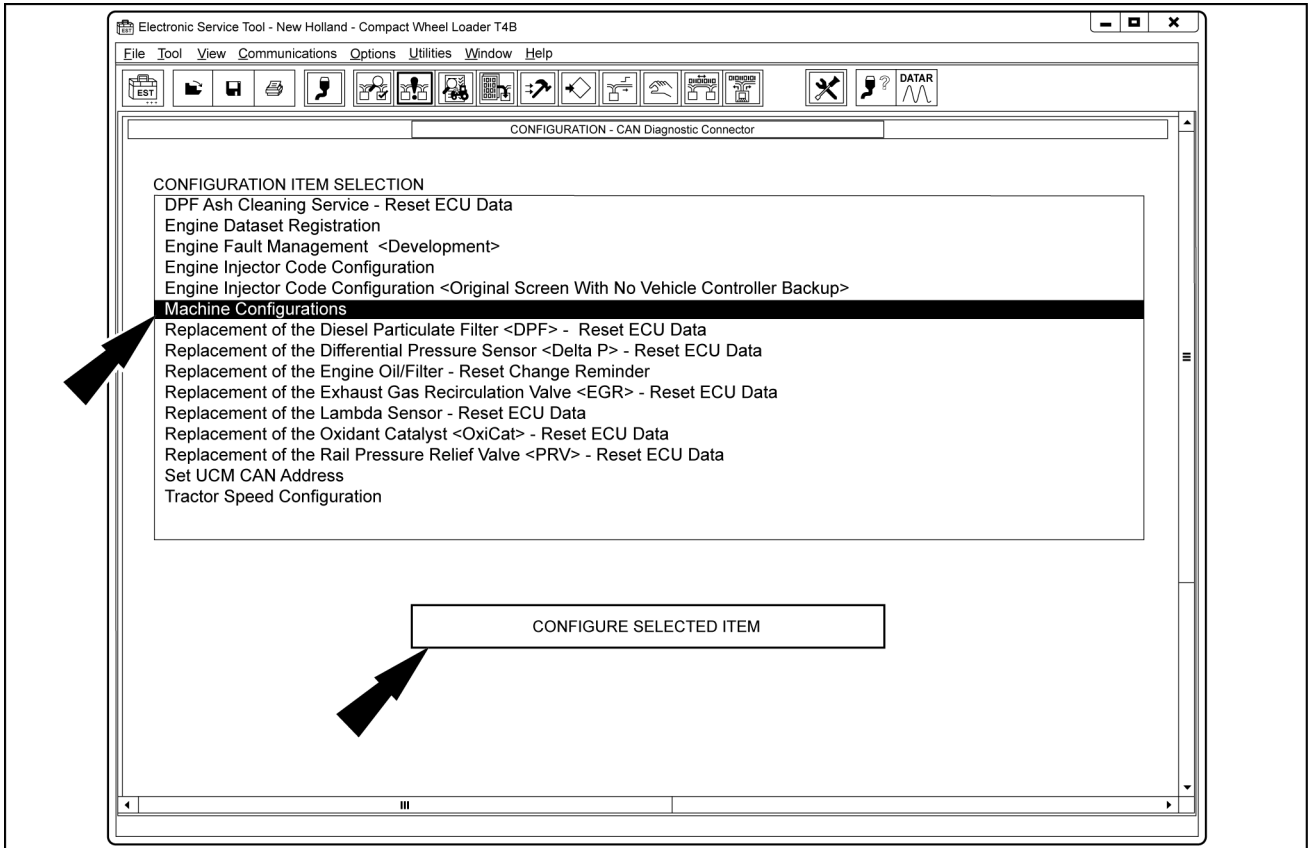 Electronic Service Tool - New Holland - Compact Wheel Loader T4B
File Tool View Communications Options Utilities Window Help
EST
DATAR
CONFIGURATION - CAN Diagnostic Connector
CONFIGURATION ITEM SELECTION
DPF Ash Cleaning Service - Reset ECU Data
Engine Dataset Registration
Engine Fault Management <Development>
Engine Injector Code Configuration
Engine Injector Code Configuration <Original Screen With No Vehicle Controller Backup>
Machine Configurations
Replacement of the Diesel Particulate Filter <DPF> - Reset ECU Data
Replacement of the Differential Pressure Sensor <Delta P> - Reset ECU Data
Replacement of the Engine Oil/Filter - Reset Change Reminder
Replacement of the Exhaust Gas Recirculation Valve <EGR> - Reset ECU Data
Replacement of the Lambda Sensor - Reset ECU Data
Replacement of the Oxidant Catalyst <OxiCat> - Reset ECU Data
Replacement of the Rail Pressure Relief Valve <PRV> - Reset ECU Data
Set UCM CAN Address
Tractor Speed Configuration
CONFIGURE SELECTED ITEM